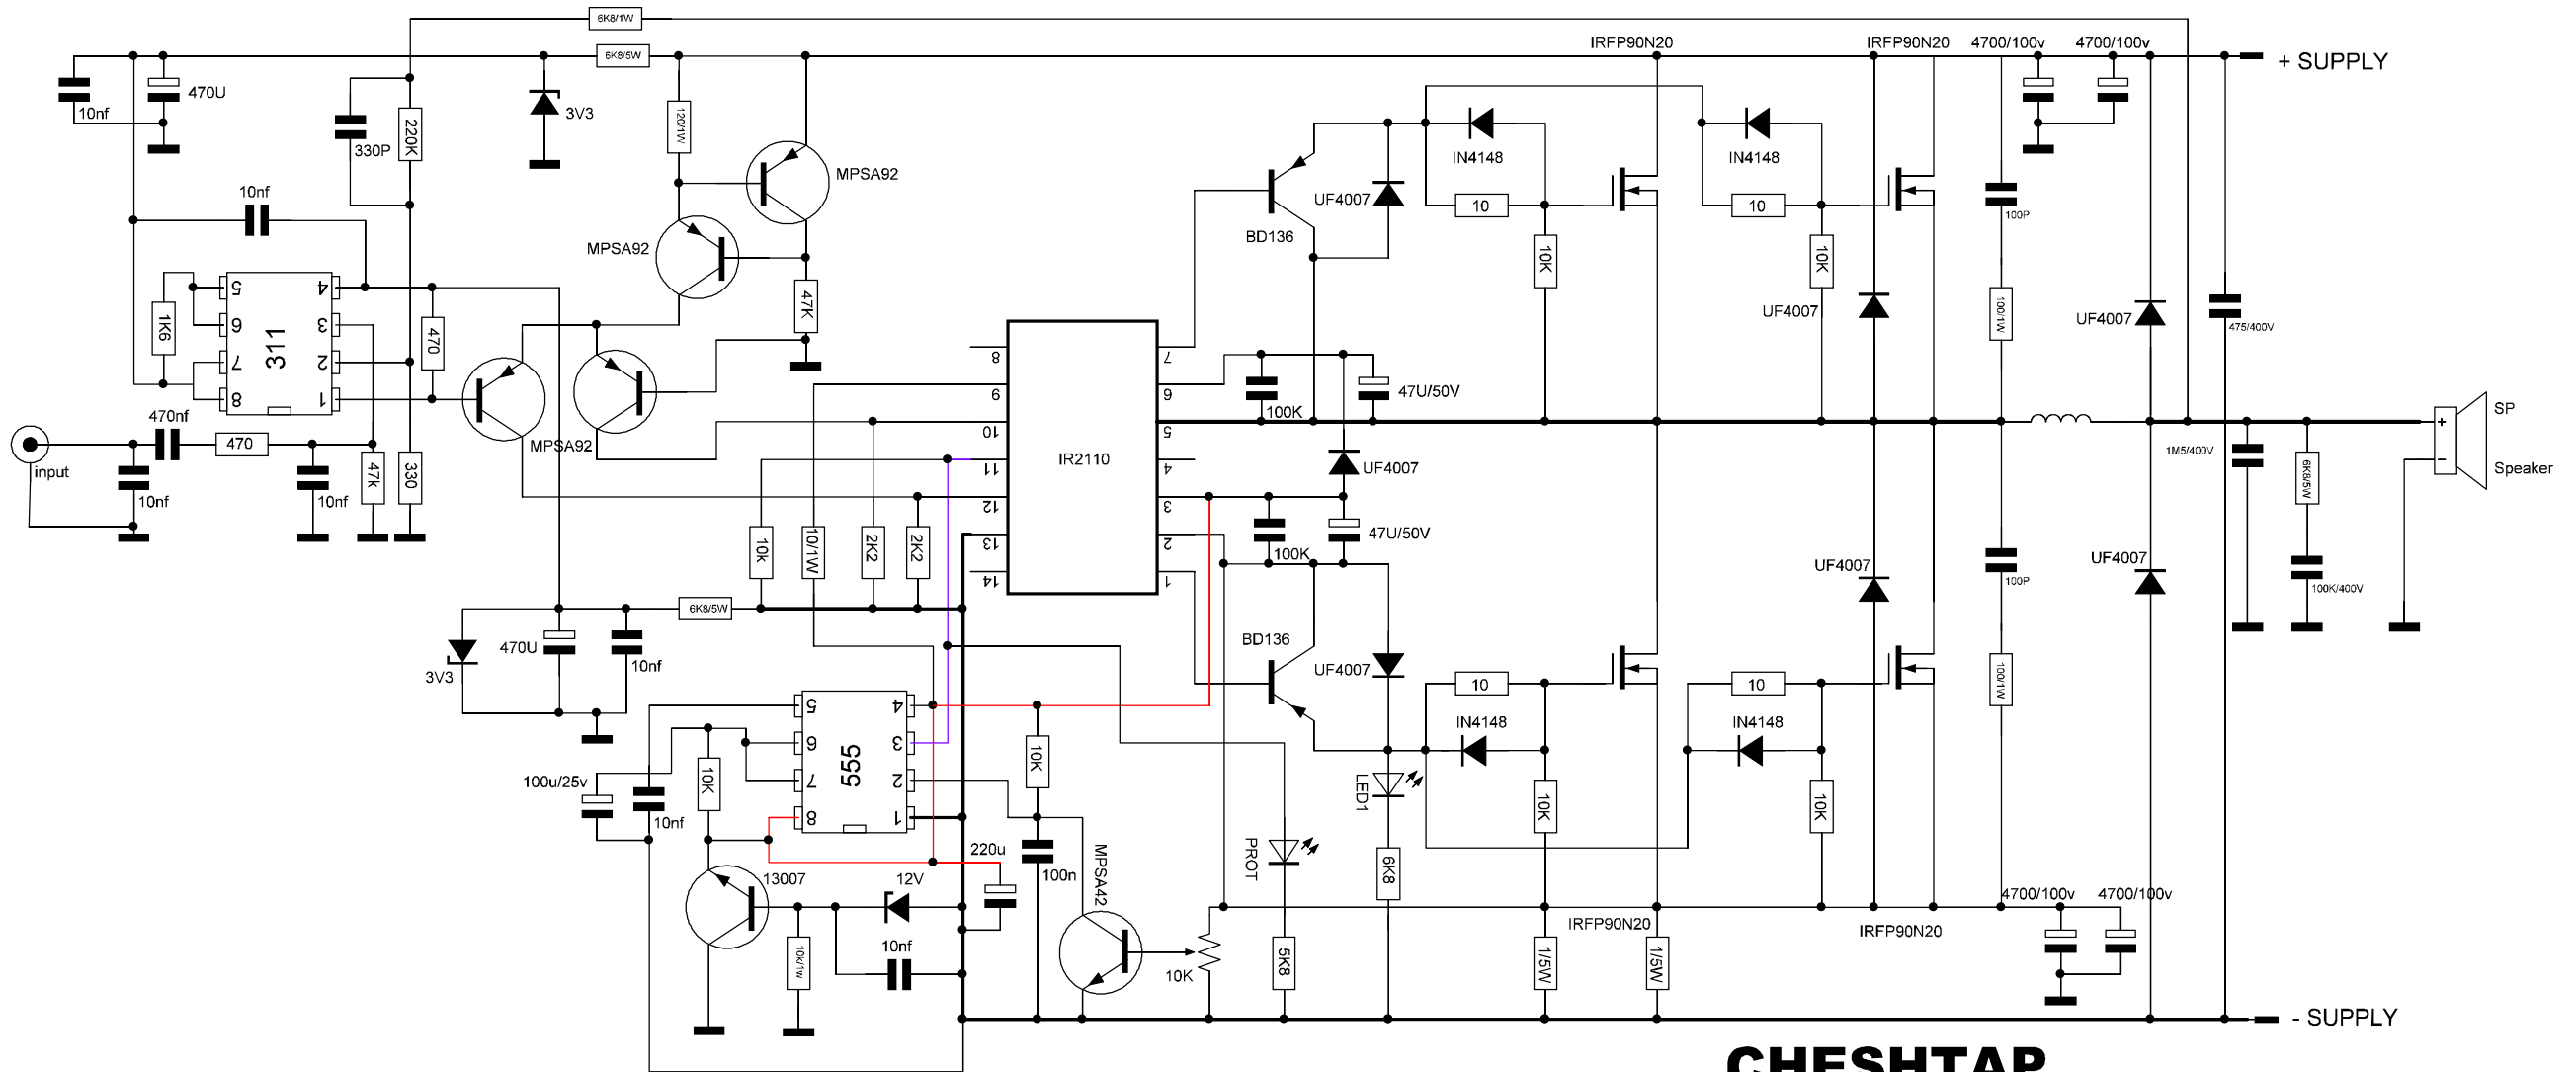 6K8/1W
IRFP90N20
IRFP90N20
4700/100v
4700/100v
6K8/5W
+ SUPPLY
10nf
470U
3V3
330P
220K
120/1W
MPSA92
IN4148
IN4148
10nf
MPSA92
UF4007
10
10
100P
BD136
10K
10K
47K
UF4007
100/1W
UF4007
475/400V
5
4
6
3
7
2
8
1
311
1K6
470
8
7
9
6
10
5
11
4
12
3
13
2
14
1
IR2110
47U/50V
100K
470nf
470
MPSA92
SP
+
-
Speaker
input
10nf
10nf
47k
330
UF4007
1M5/400V
6K8/5W
47U/50V
100K
10k
10/1W
2K2
2K2
UF4007
UF4007
100P
100K/400V
6K8/5W
470U
10nf
3V3
BD136
UF4007
10
10
100/1W
5
4
6
3
7
2
8
1
555
IN4148
IN4148
100u/25v
10nf
10K
10K
LED1
10K
10K
220u
100n
MPSA42
PROT
6K8
13007
12V
4700/100v
4700/100v
IRFP90N20
IRFP90N20
10k/1w
10nf
10K
5K8
1/5W
1/5W
- SUPPLY
CHESHTAP